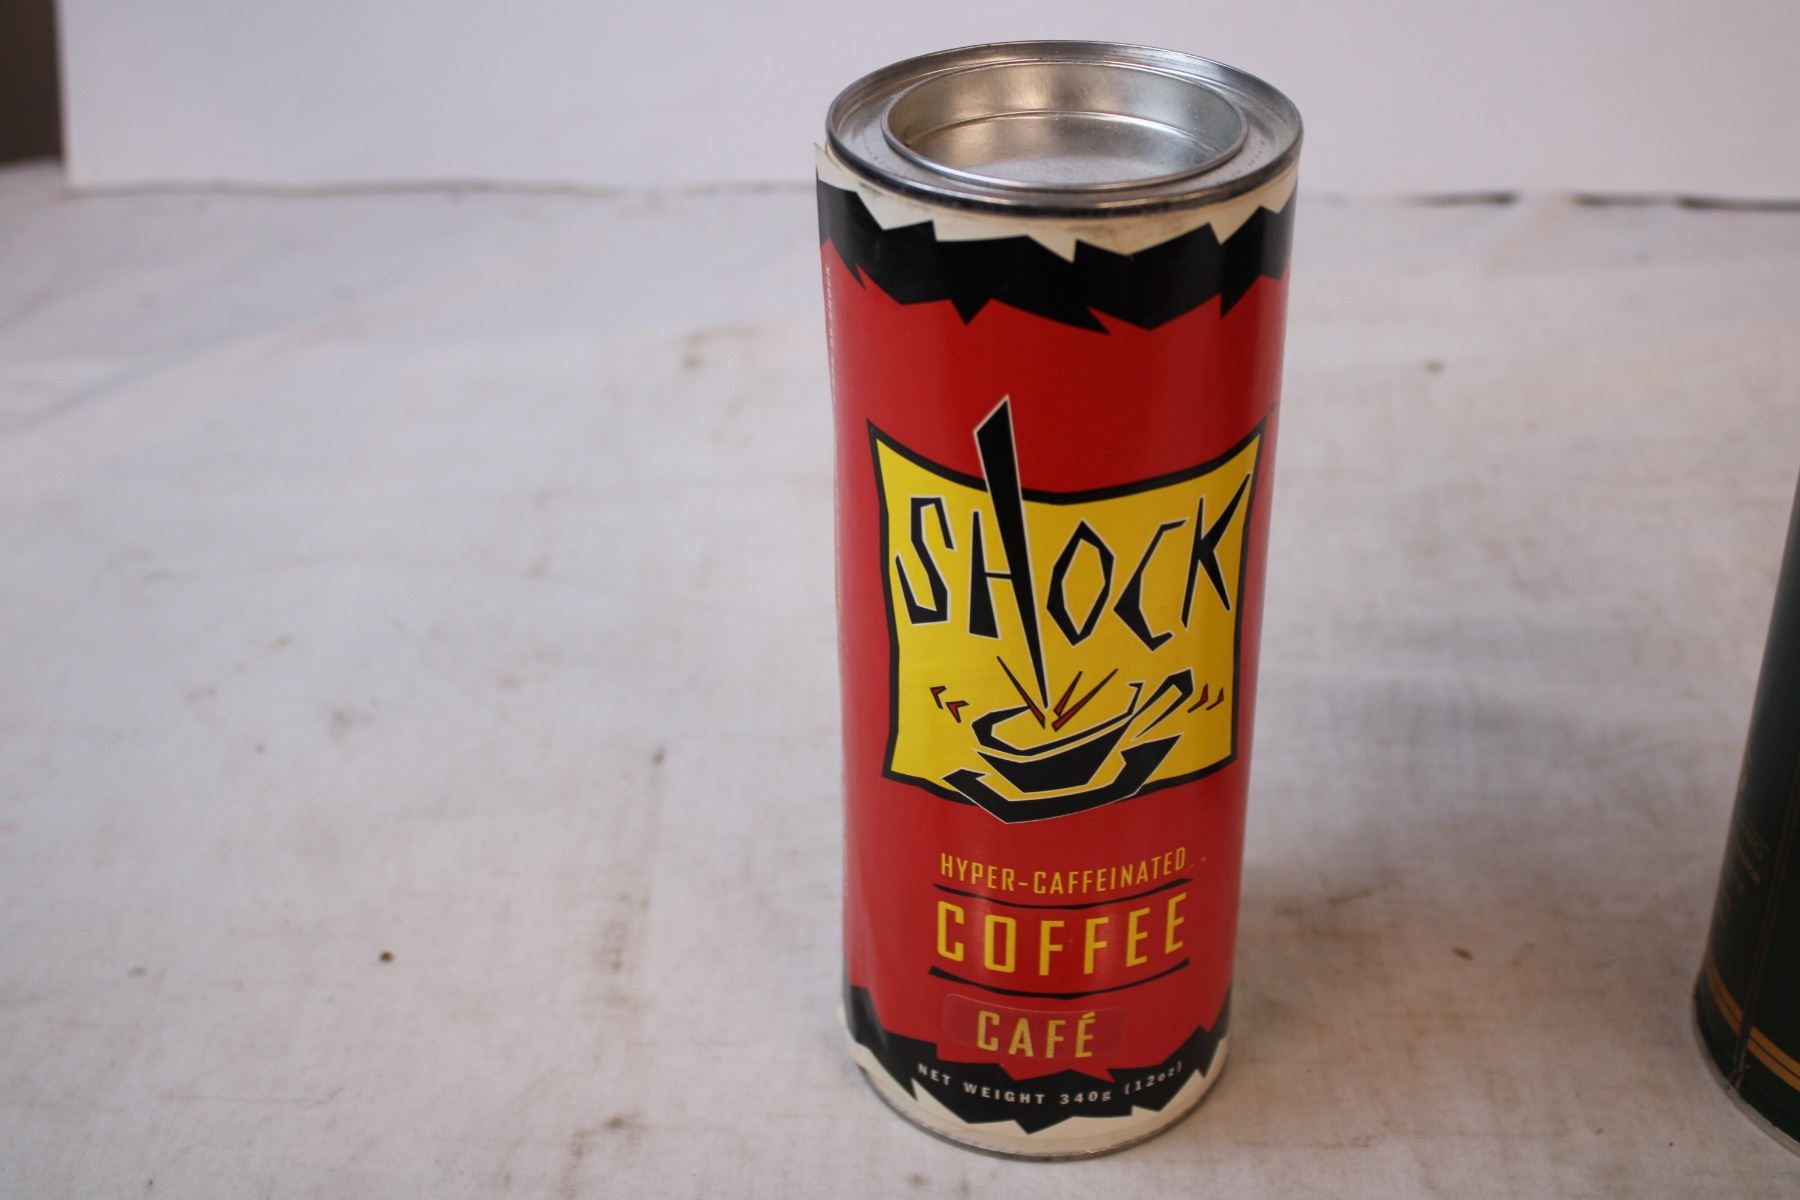 SHOCK
HYPER-CAFFEINATED
COFFEE
CAFÉ
NET WEIGHT 340g (12oz)